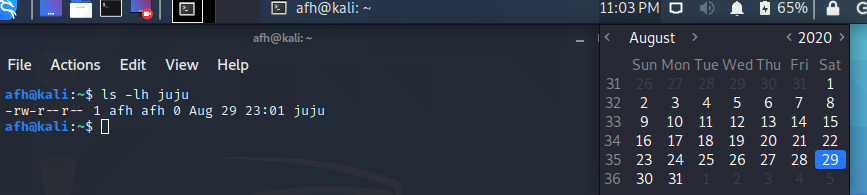 afh@kali: ~
11:03 PM
65%
afh@kali: ~
File Actions Edit View Help
afh@kali:~$ ls -lh juju
-rw-r--r-- 1 afh afh 0 Aug 29 23:01 juju
afh@kali:~$
August 2020
Sun Mon Tue Wed Thu Fri Sat
31 26 27 28 29 30 31 1
32 2 3 4 5 6 7 8
33 9 10 11 12 13 14 15
34 16 17 18 19 20 21 22
35 23 24 25 26 27 28 29
36 30 31 1 2 3 4 5